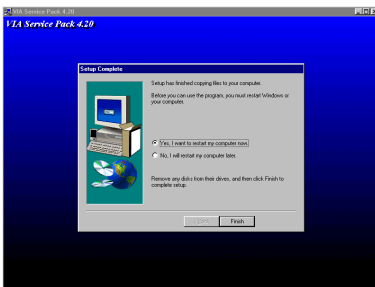 VIA Service Pack 4.20
VIA Service Pack 4.20
Setup Complete
Setup has finished copying files to your computer.
Before you can use the program, you must restart Windows or
your computer.
Yes, I want to restart my computer now.
No, I will restart my computer later.
Remove any disks from their drives, and then click Finish to
complete setup.
< Back
Finish